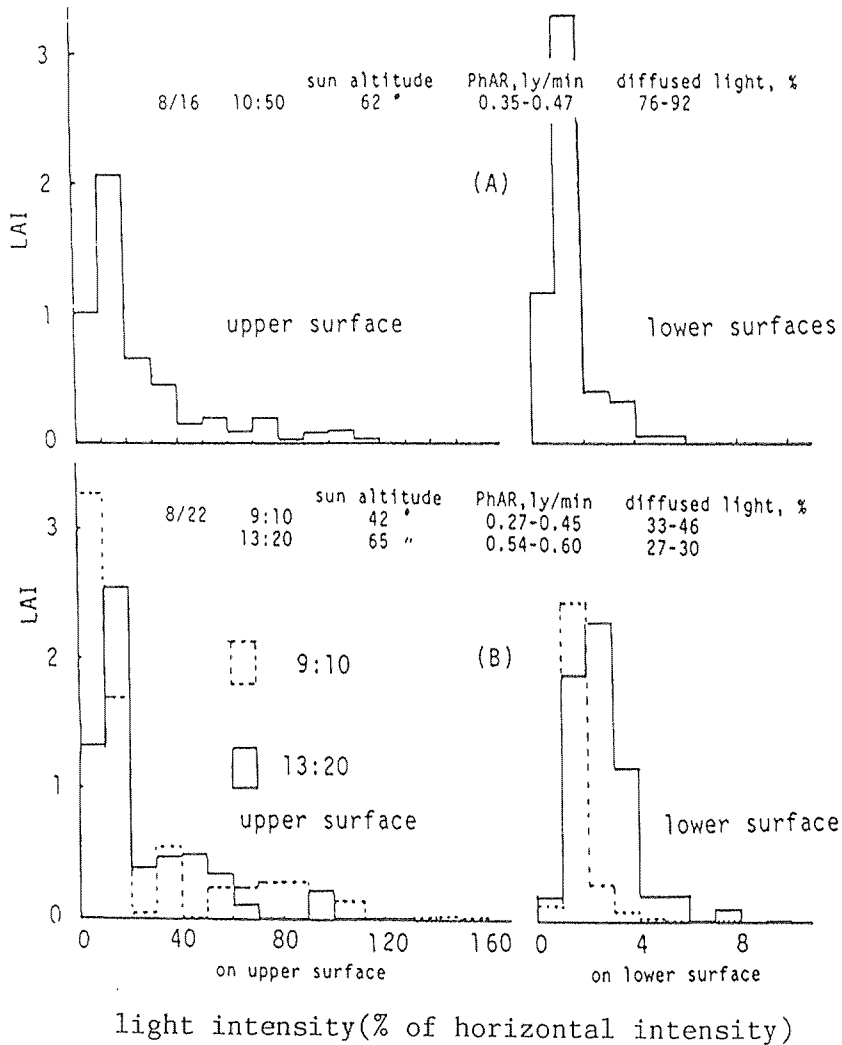 3
sun altitude PhAR, ly/min diffused light, %
8/16 10:50 62 ° 0.35-0.47 76-92
2
(A)
LAI
1
upper surface
lower surfaces
0
3
sun altitude PhAR, ly/min diffused light, %
8/22 9:10 42 ° 0.27-0.45 33-46
13:20 65 〃 0.54-0.60 27-30
LAI
2
9:10
(B)
1
13:20
upper surface
lower surface
0
0 40 80 120 160 0 4 8
on upper surface on lower surface
light intensity(% of horizontal intensity)